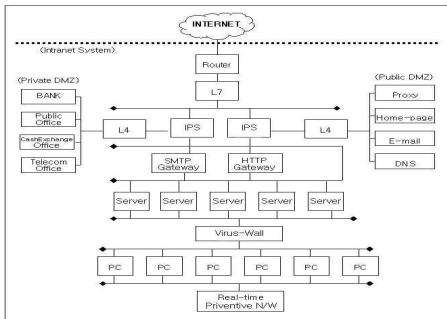 INTERNET
(Intranet System)
Router
(Private DMZ)
(Public DMZ)
L7
BANK
Public
Office
CashExchange
Office
Telecom
Office
L4
IPS
IPS
L4
Proxy
Home-page
E-mail
DNS
SMTP
Gateway
HTTP
Gateway
Server
Server
Server
Server
Server
Virus-Wall
PC
PC
PC
PC
PC
PC
Real-time
Priventive N/W